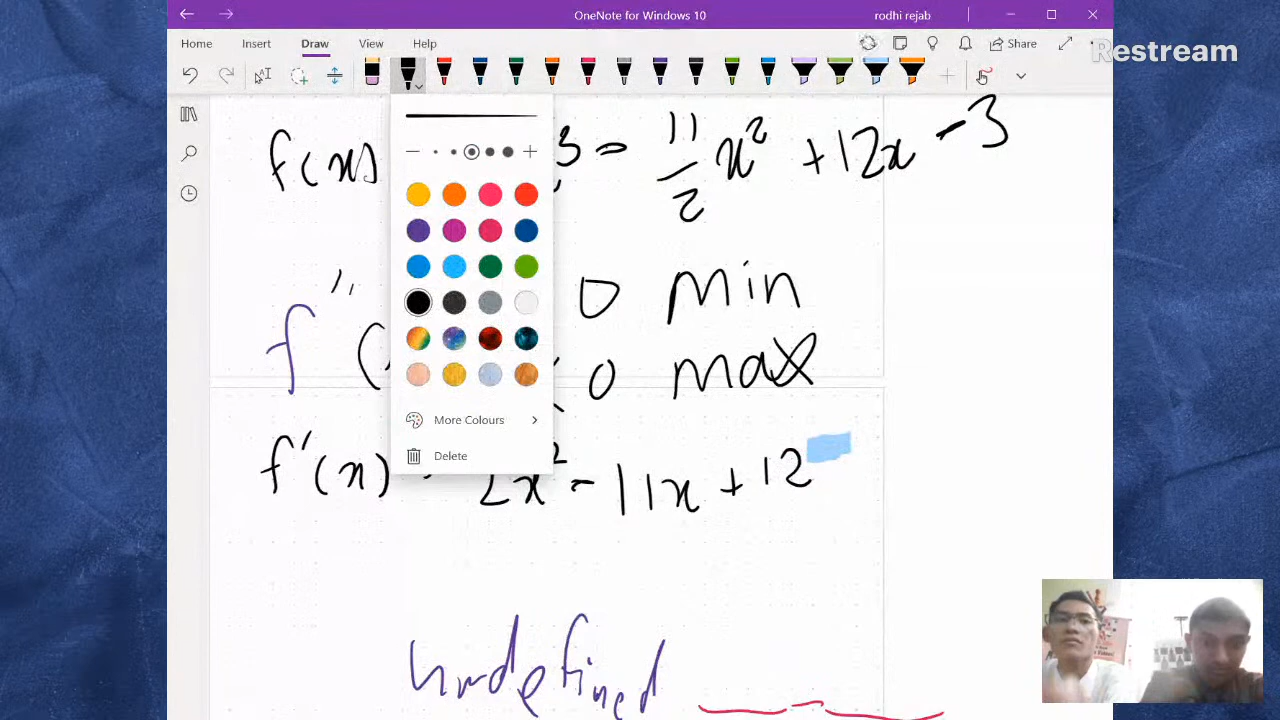 OneNote for Windows 10
rodhi rejab
Home Insert Draw View Help
Share
Restream
f(x) 3 = 11/2 x² + 12x - 3
f" ( 0 min
<0 max
f'(x) 2x² - 11x + 12
More Colours
Delete
undefined